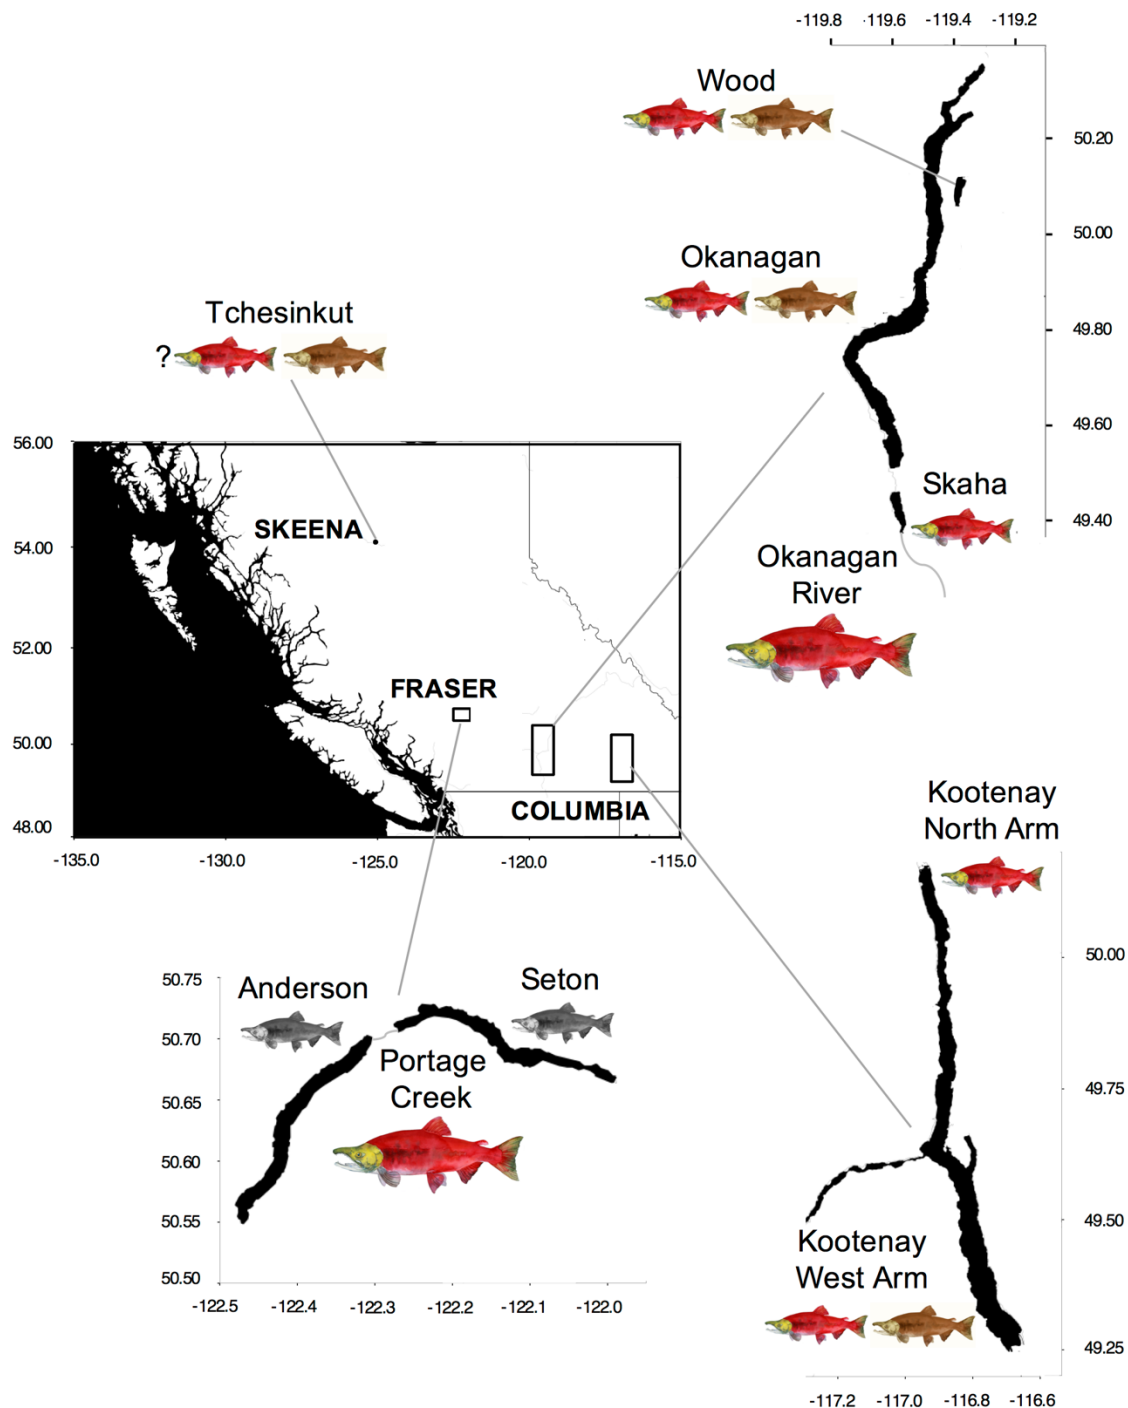 -119.8 -119.6 -119.4 -119.2
Wood
50.20
50.00
Okanagan
49.80
Tchesinkut
?
49.60
56.00
Skaha
49.40
SKEENA
54.00
Okanagan
River
52.00
FRASER
50.00
Kootenay
North Arm
COLUMBIA
48.00
-135.0 -130.0 -125.0 -120.0 -115.0
50.00
50.75
Anderson
Seton
50.70
Portage
Creek
49.75
50.65
50.60
50.55
49.50
Kootenay
West Arm
50.50
-122.5 -122.4 -122.3 -122.2 -122.1 -122.0
49.25
-117.2 -117.0 -116.8 -116.6